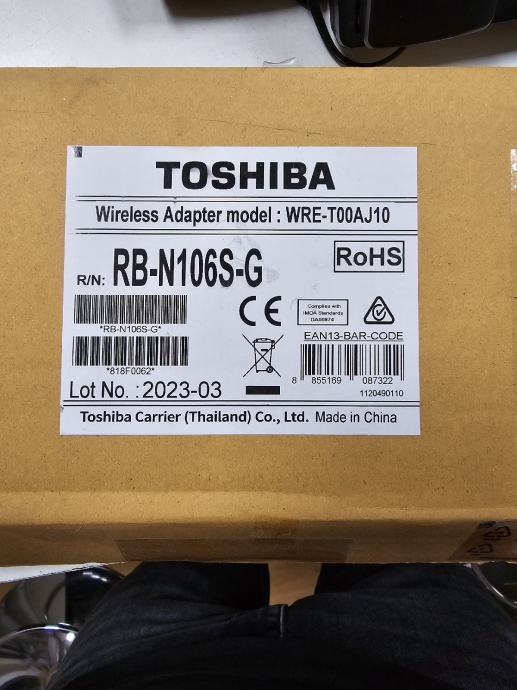 TOSHIBA
Wireless Adapter model : WRE-T00AJ10
R/N: RB-N106S-G
RoHS
*RB-N106S-G*
CE
Complies with
IMDA Standards
DA99974
EAN13-BAR-CODE
*818F0062*
8 855169 087322
Lot No. : 2023-03
1120490110
Toshiba Carrier (Thailand) Co., Ltd. Made in China